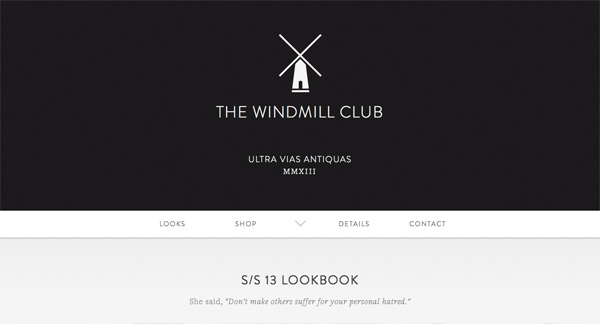 THE WINDMILL CLUB
ULTRA VIAS ANTIQUAS
MMXIII
LOOKS SHOP DETAILS CONTACT
S/S 13 LOOKBOOK
She said, "Don't make others suffer for your personal hatred."